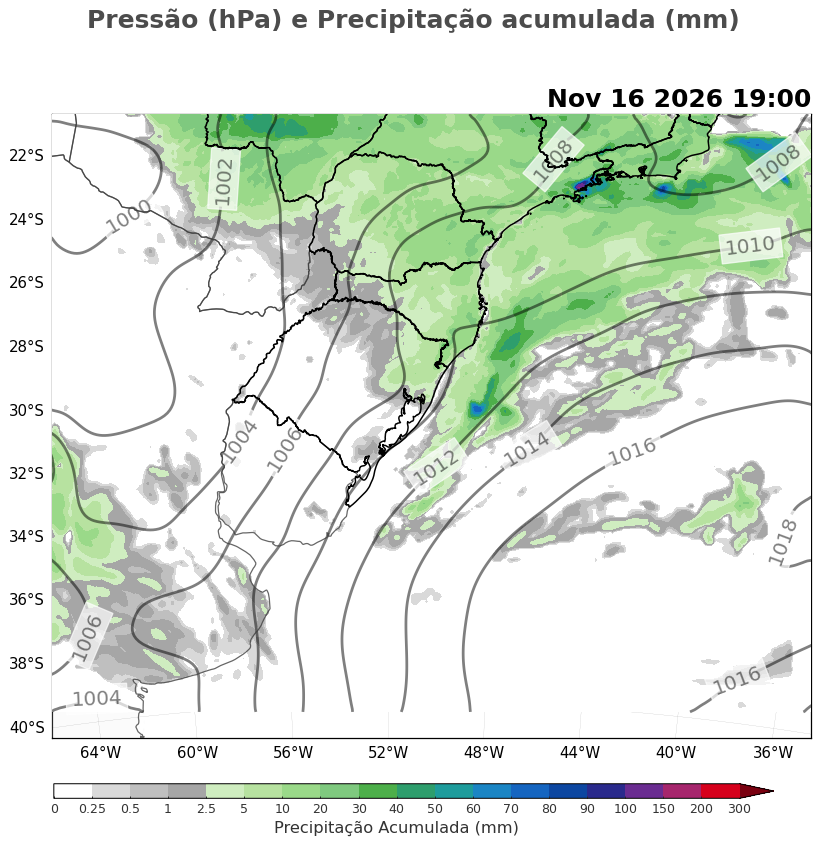 Pressão (hPa) e Precipitação acumulada (mm)
Nov 16 2026 19:00
22°S
24°S
26°S
28°S
30°S
32°S
34°S
36°S
38°S
40°S
1000
1002
1008
1008
1010
1004
1006
1012
1014
1016
1018
1006
1004
1016
64°W 60°W 56°W 52°W 48°W 44°W 40°W 36°W
0 0.25 0.5 1 2.5 5 10 20 30 40 50 60 70 80 90 100 150 200 300
Precipitação Acumulada (mm)